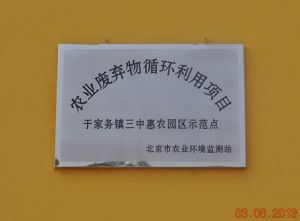 农业废弃物循环利用项目
于家务镇三中惠农园区示范点
北京市农业环境监测站
03.06.2013